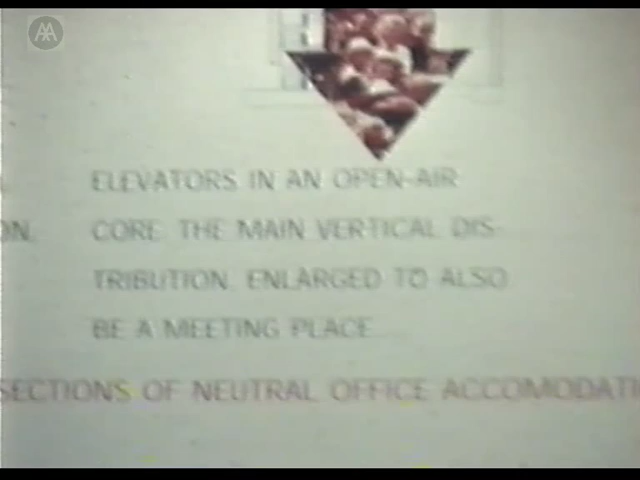 AA
ELEVATORS IN AN OPEN-AIR
ON. CORE THE MAIN VERTICAL DIS-
TRIBUTION. ENLARGED TO ALSO
BE A MEETING PLACE...
SECTIONS OF NEUTRAL OFFICE ACCOMODATI